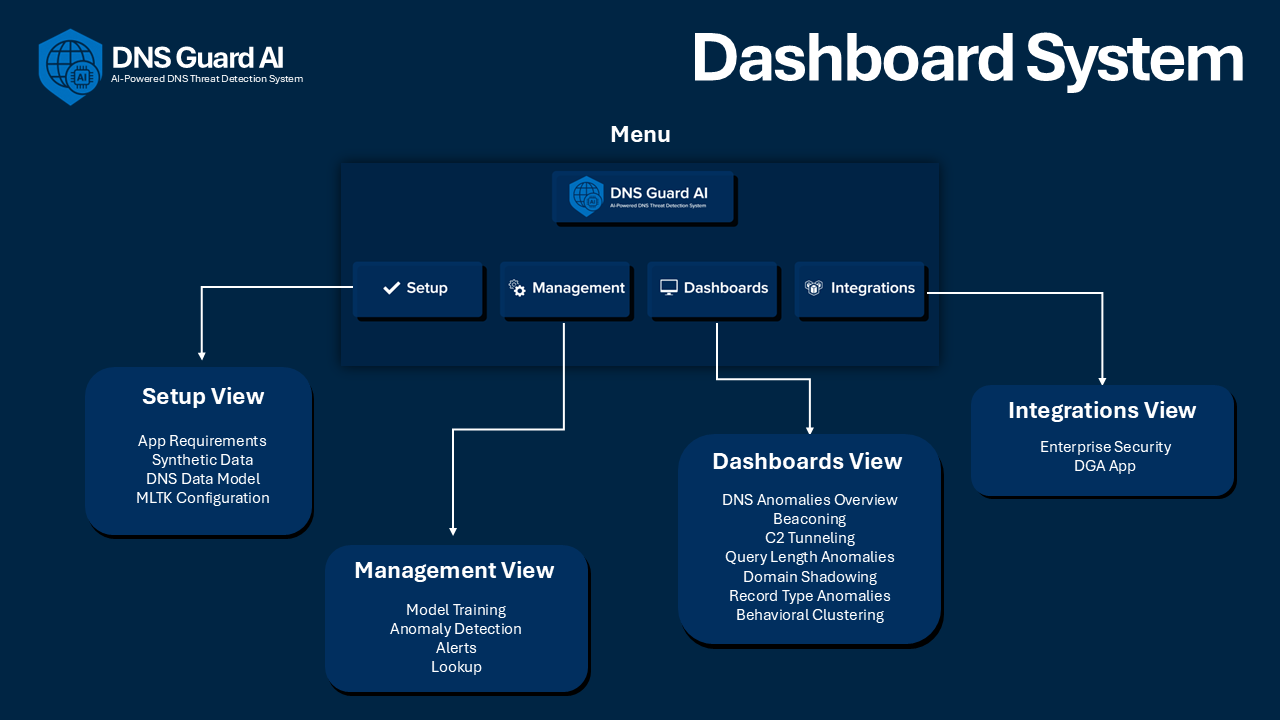 DNS Guard AI
AI-Powered DNS Threat Detection System
AI
Dashboard System
Menu
DNS Guard AI
AI-Powered DNS Threat Detection System
AI
Setup
Management
Dashboards
Integrations
Setup View
App Requirements
Synthetic Data
DNS Data Model
MLTK Configuration
Management View
Model Training
Anomaly Detection
Alerts
Lookup
Dashboards View
DNS Anomalies Overview
Beaconing
C2 Tunneling
Query Length Anomalies
Domain Shadowing
Record Type Anomalies
Behavioral Clustering
Integrations View
Enterprise Security
DGA App